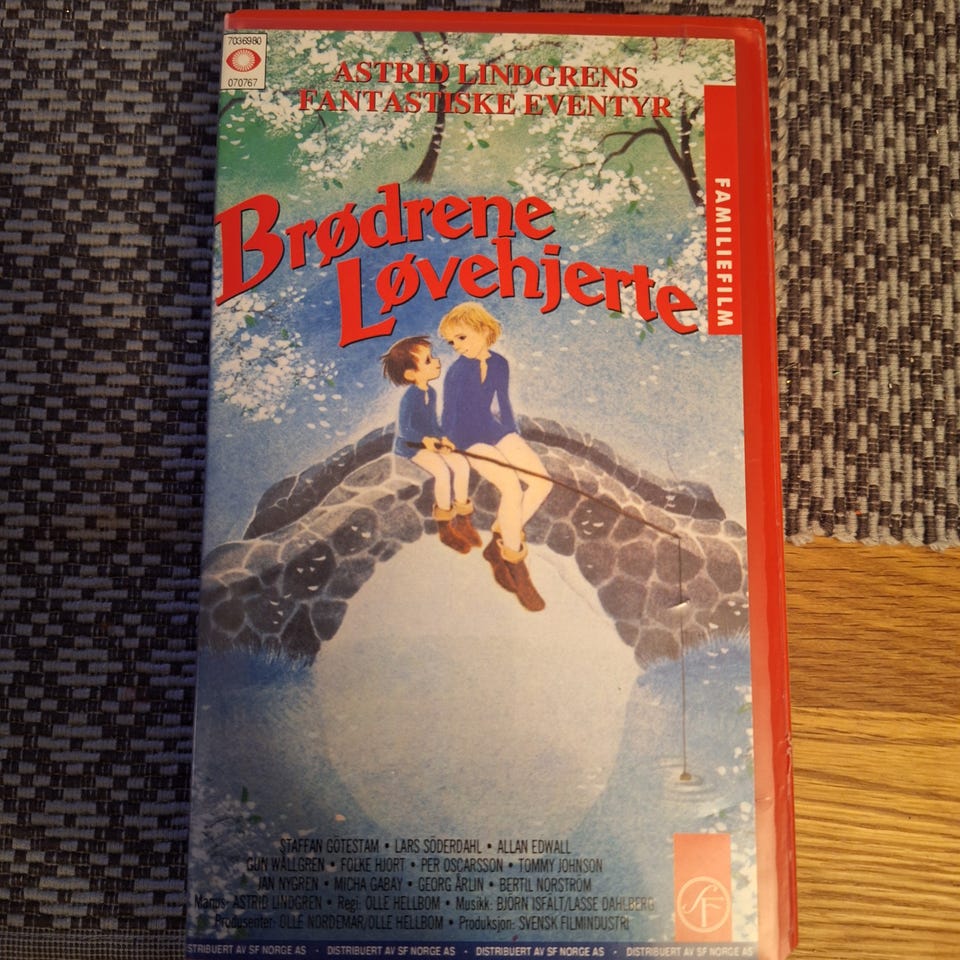 7036980
070767
ASTRID LINDGRENS
FANTASTISKE EVENTYR
FAMILIEFILM
Brødrene
Løvehjerte
STAFFAN GÖTESTAM • LARS SÖDERDAHL • ALLAN EDWALL
GUN WÅLLGREN • FOLKE HJORT • PER OSCARSSON • TOMMY JOHNSON
JAN NYGREN • MICHA GABAY • GEORG ÅRLIN • BERTIL NORSTRÖM
Manus: ASTRID LINDGREN • Regi: OLLE HELLBOM • Musikk: BJÖRN ISFÄLT/LASSE DAHLBERG
Produsenter: OLLE NORDEMAR/OLLE HELLBOM • Produksjon: SVENSK FILMINDUSTRI
SF
STRIBUERT AV SF NORGE AS • DISTRIBUERT AV SF NORGE AS • DISTRIBUERT AV SF NORGE AS • DISTRIBUERT AV SF NORGE AS